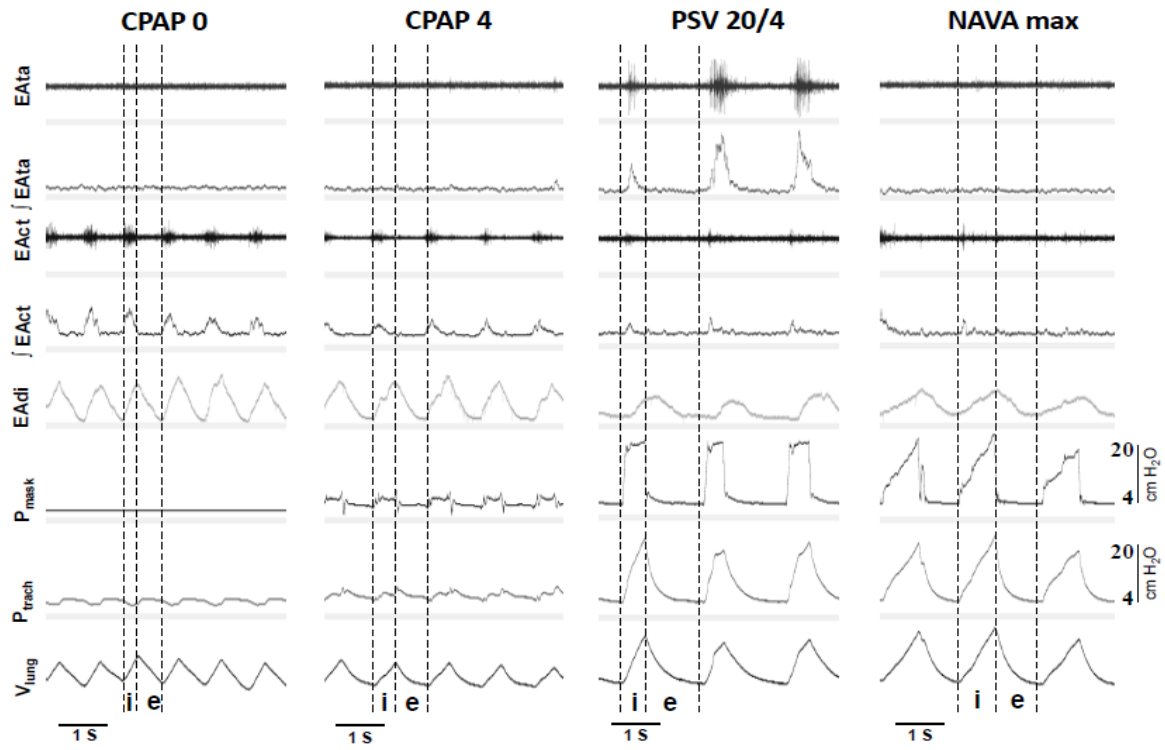 CPAP 0 CPAP 4 PSV 20/4 NAVA max
EAta
∫ EAta
EAct
∫ EAct
EAdi
Pmask
20
4
cm H2O
Ptrach
20
4
cm H2O
Vlung
i e i e i e i e
1 S 1 S 1 S 1 S